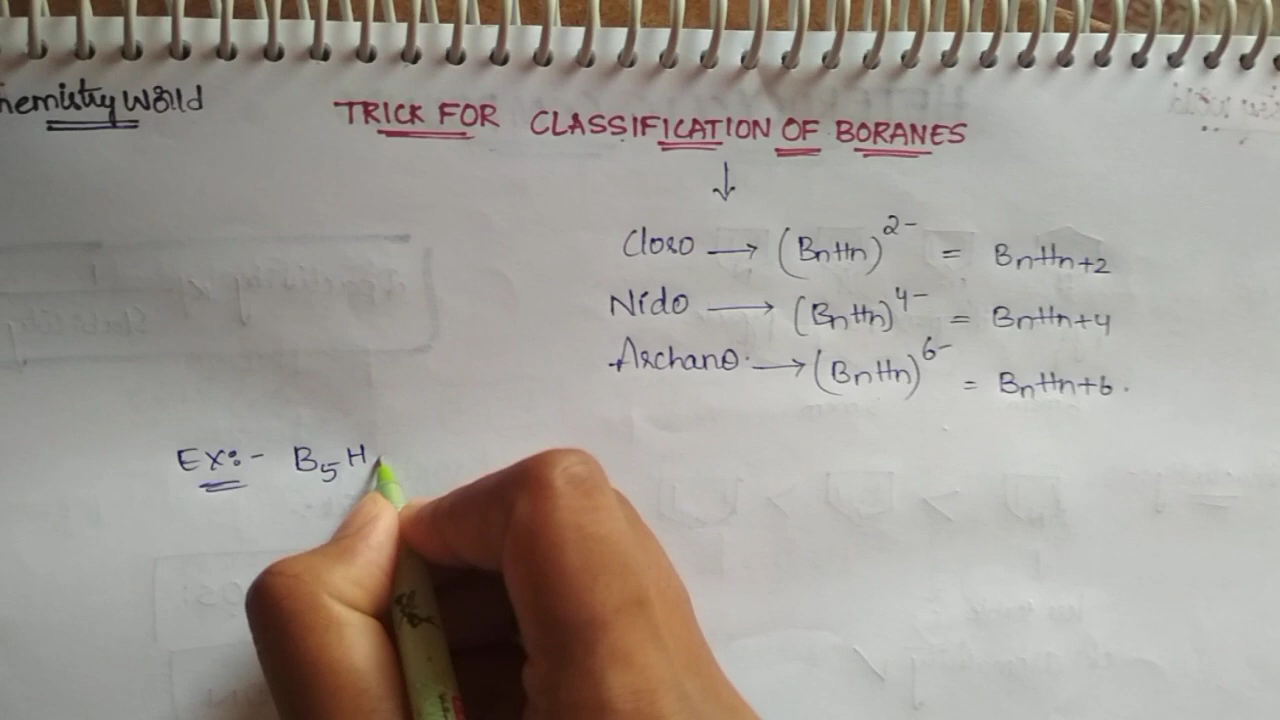 hemistry World
TRICK FOR CLASSIFICATION OF BORANES
↓
Closo → (BnHn)²⁻ = BnHn+2
Nido → (BnHn)⁴⁻ = BnHn+4
Archano. → (BnHn)⁶⁻ = BnHn+6.
Ex:- B₅H